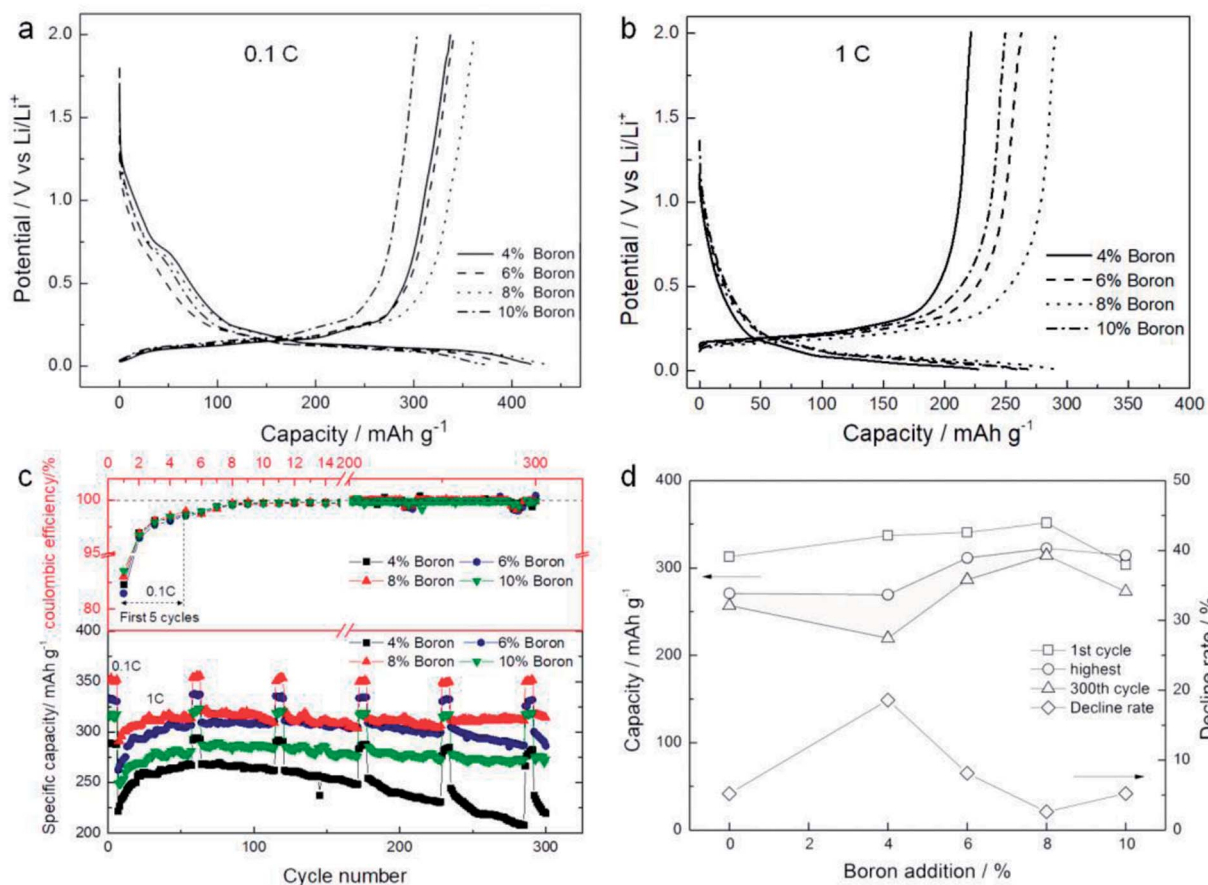 a
0.1 C
2.0
1.5
1.0
0.5
0.0
Potential / V vs Li/Li⁺
4% Boron
6% Boron
8% Boron
10% Boron
0 100 200 300 400
Capacity / mAh g⁻¹
b
1 C
2.0
1.5
1.0
0.5
0.0
Potential / V vs Li/Li⁺
4% Boron
6% Boron
8% Boron
10% Boron
0 50 100 150 200 250 300 350 400
Capacity / mAh g⁻¹
c
0 2 4 6 8 10 12 14 200 300
coulombic efficiency/%
100
95
80
4% Boron 6% Boron
8% Boron 10% Boron
0.1C
First 5 cycles
Specific capacity/ mAh g⁻¹
400
350
300
250
200
4% Boron 6% Boron
8% Boron 10% Boron
0.1C
1C
0 100 200 300
Cycle number
d
400
350
300
250
200
150
100
50
0
Capacity / mAh g⁻¹
1st cycle
highest
300th cycle
Decline rate
50
40
30
20
10
0
Decline rate / %
0 2 4 6 8 10
Boron addition / %